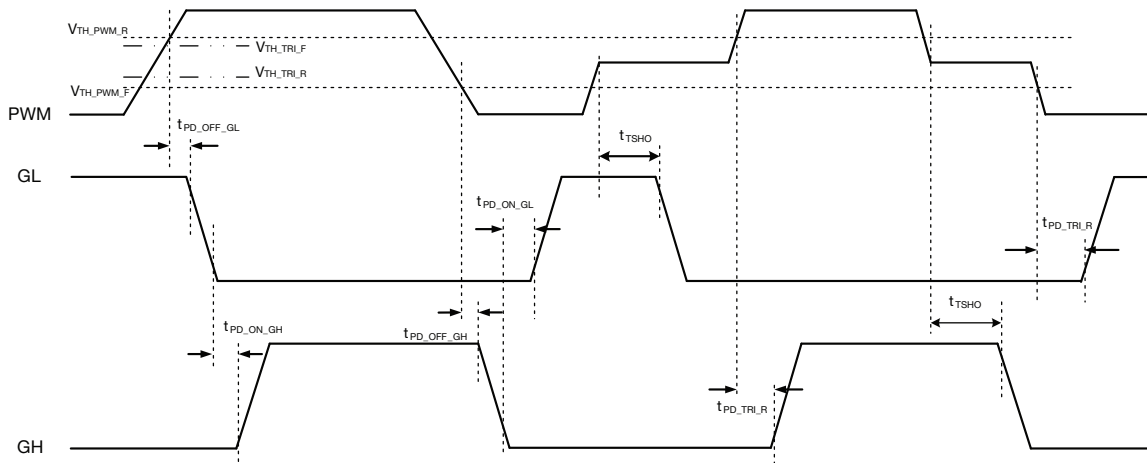 VTH_PWM_R
VTH_TRI_F
VTH_TRI_R
VTH_PWM_F
PWM
tPD_OFF_GL
tTSHO
GL
tPD_ON_GL
tPD_TRI_R
tTSHO
tPD_ON_GH
tPD_OFF_GH
tPD_TRI_R
GH